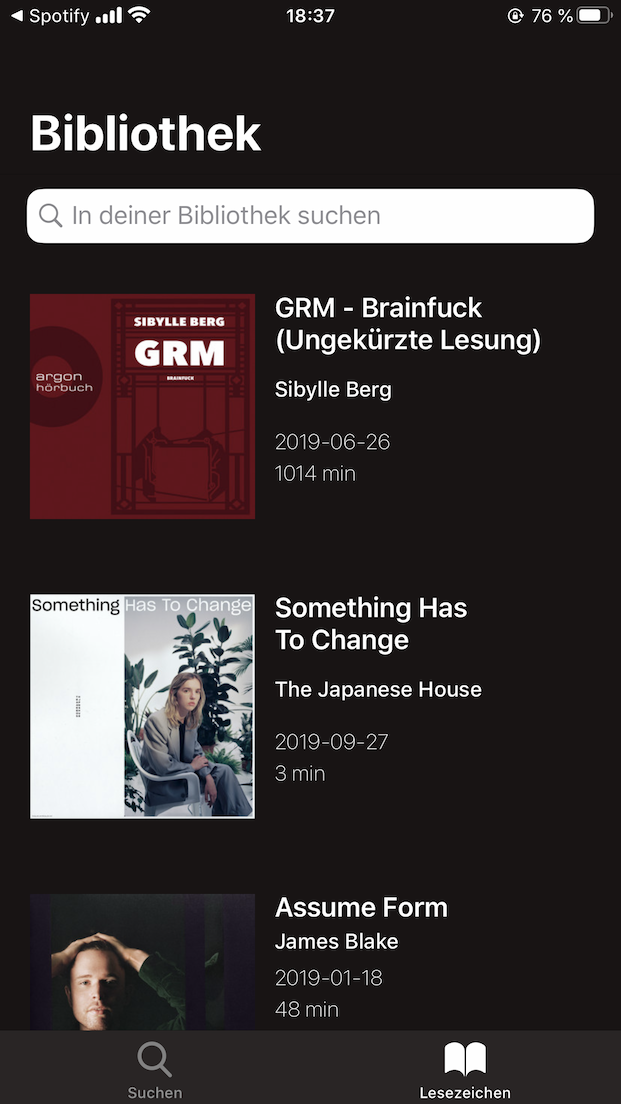 ◀ Spotify 18:37 76 %
Bibliothek
In deiner Bibliothek suchen
SIBYLLE BERG
GRM
BRAINFUCK
argon
hörbuch
GRM - Brainfuck
(Ungekürzte Lesung)
Sibylle Berg
2019-06-26
1014 min
Something Has To Change
Something Has
To Change
The Japanese House
2019-09-27
3 min
Assume Form
James Blake
2019-01-18
48 min
Suchen
Lesezeichen